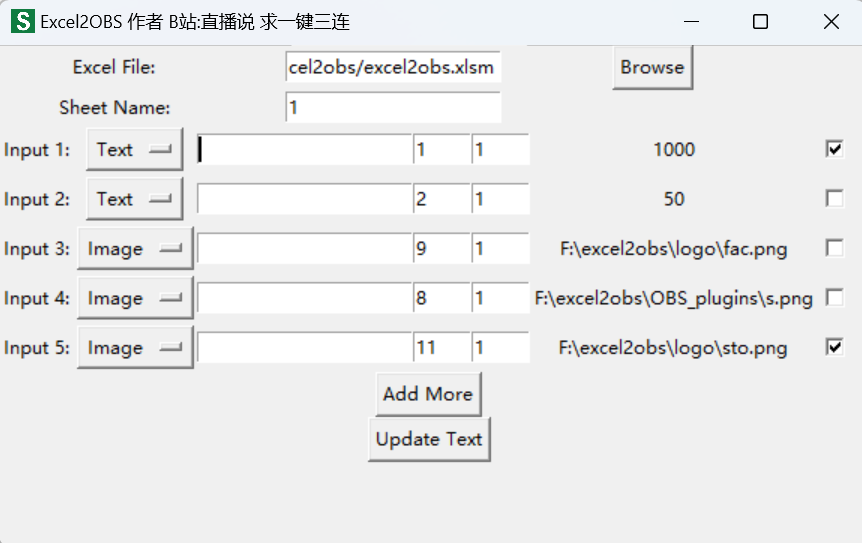 S Excel2OBS 作者 B站:直播说 求一键三连
Excel File: cel2obs/excel2obs.xlsm Browse
Sheet Name: 1
Input 1: Text 1 1 1000
Input 2: Text 2 1 50
Input 3: Image 9 1 F:\excel2obs\logo\fac.png
Input 4: Image 8 1 F:\excel2obs\OBS_plugins\s.png
Input 5: Image 11 1 F:\excel2obs\logo\sto.png
Add More
Update Text